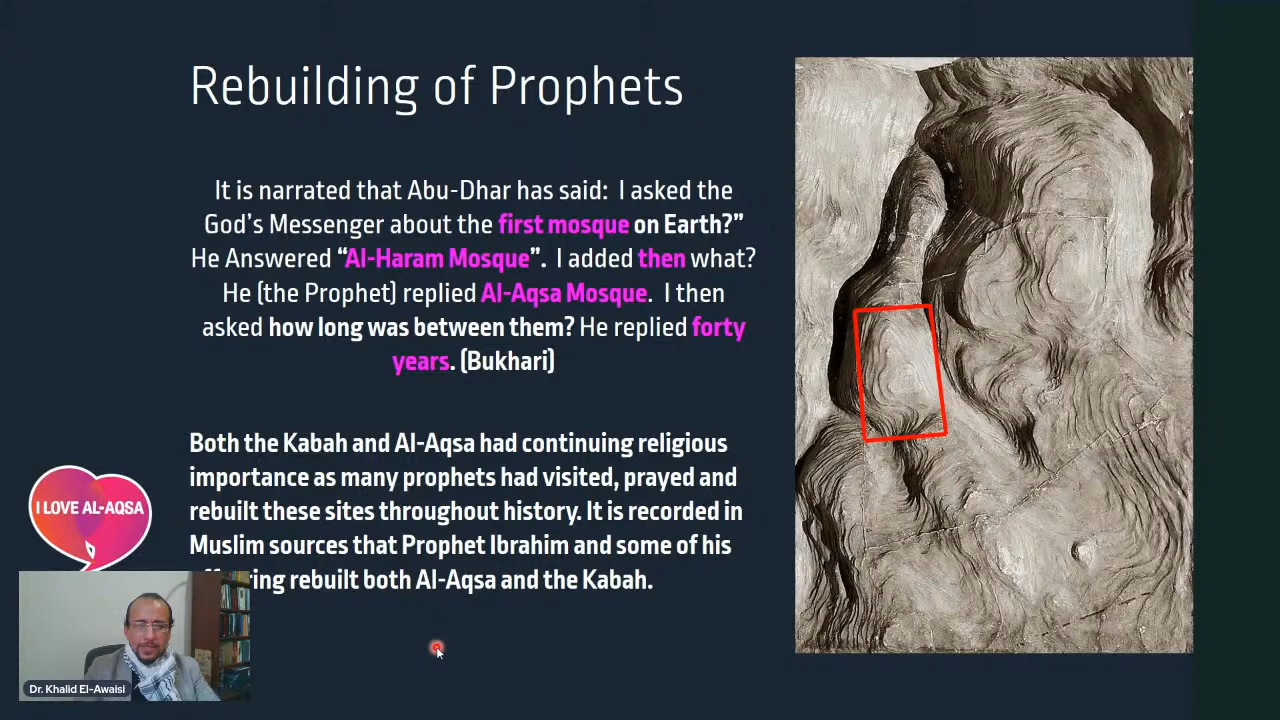 Rebuilding of Prophets
It is narrated that Abu-Dhar has said: I asked the
God’s Messenger about the first mosque on Earth?”
He Answered “Al-Haram Mosque”. I added then what?
He (the Prophet) replied Al-Aqsa Mosque. I then
asked how long was between them? He replied forty
years. (Bukhari)
Both the Kabah and Al-Aqsa had continuing religious
importance as many prophets had visited, prayed and
rebuilt these sites throughout history. It is recorded in
Muslim sources that Prophet Ibrahim and some of his
rebuilt both Al-Aqsa and the Kabah.
I LOVE AL-AQSA
Dr. Khalid El-Awaisi